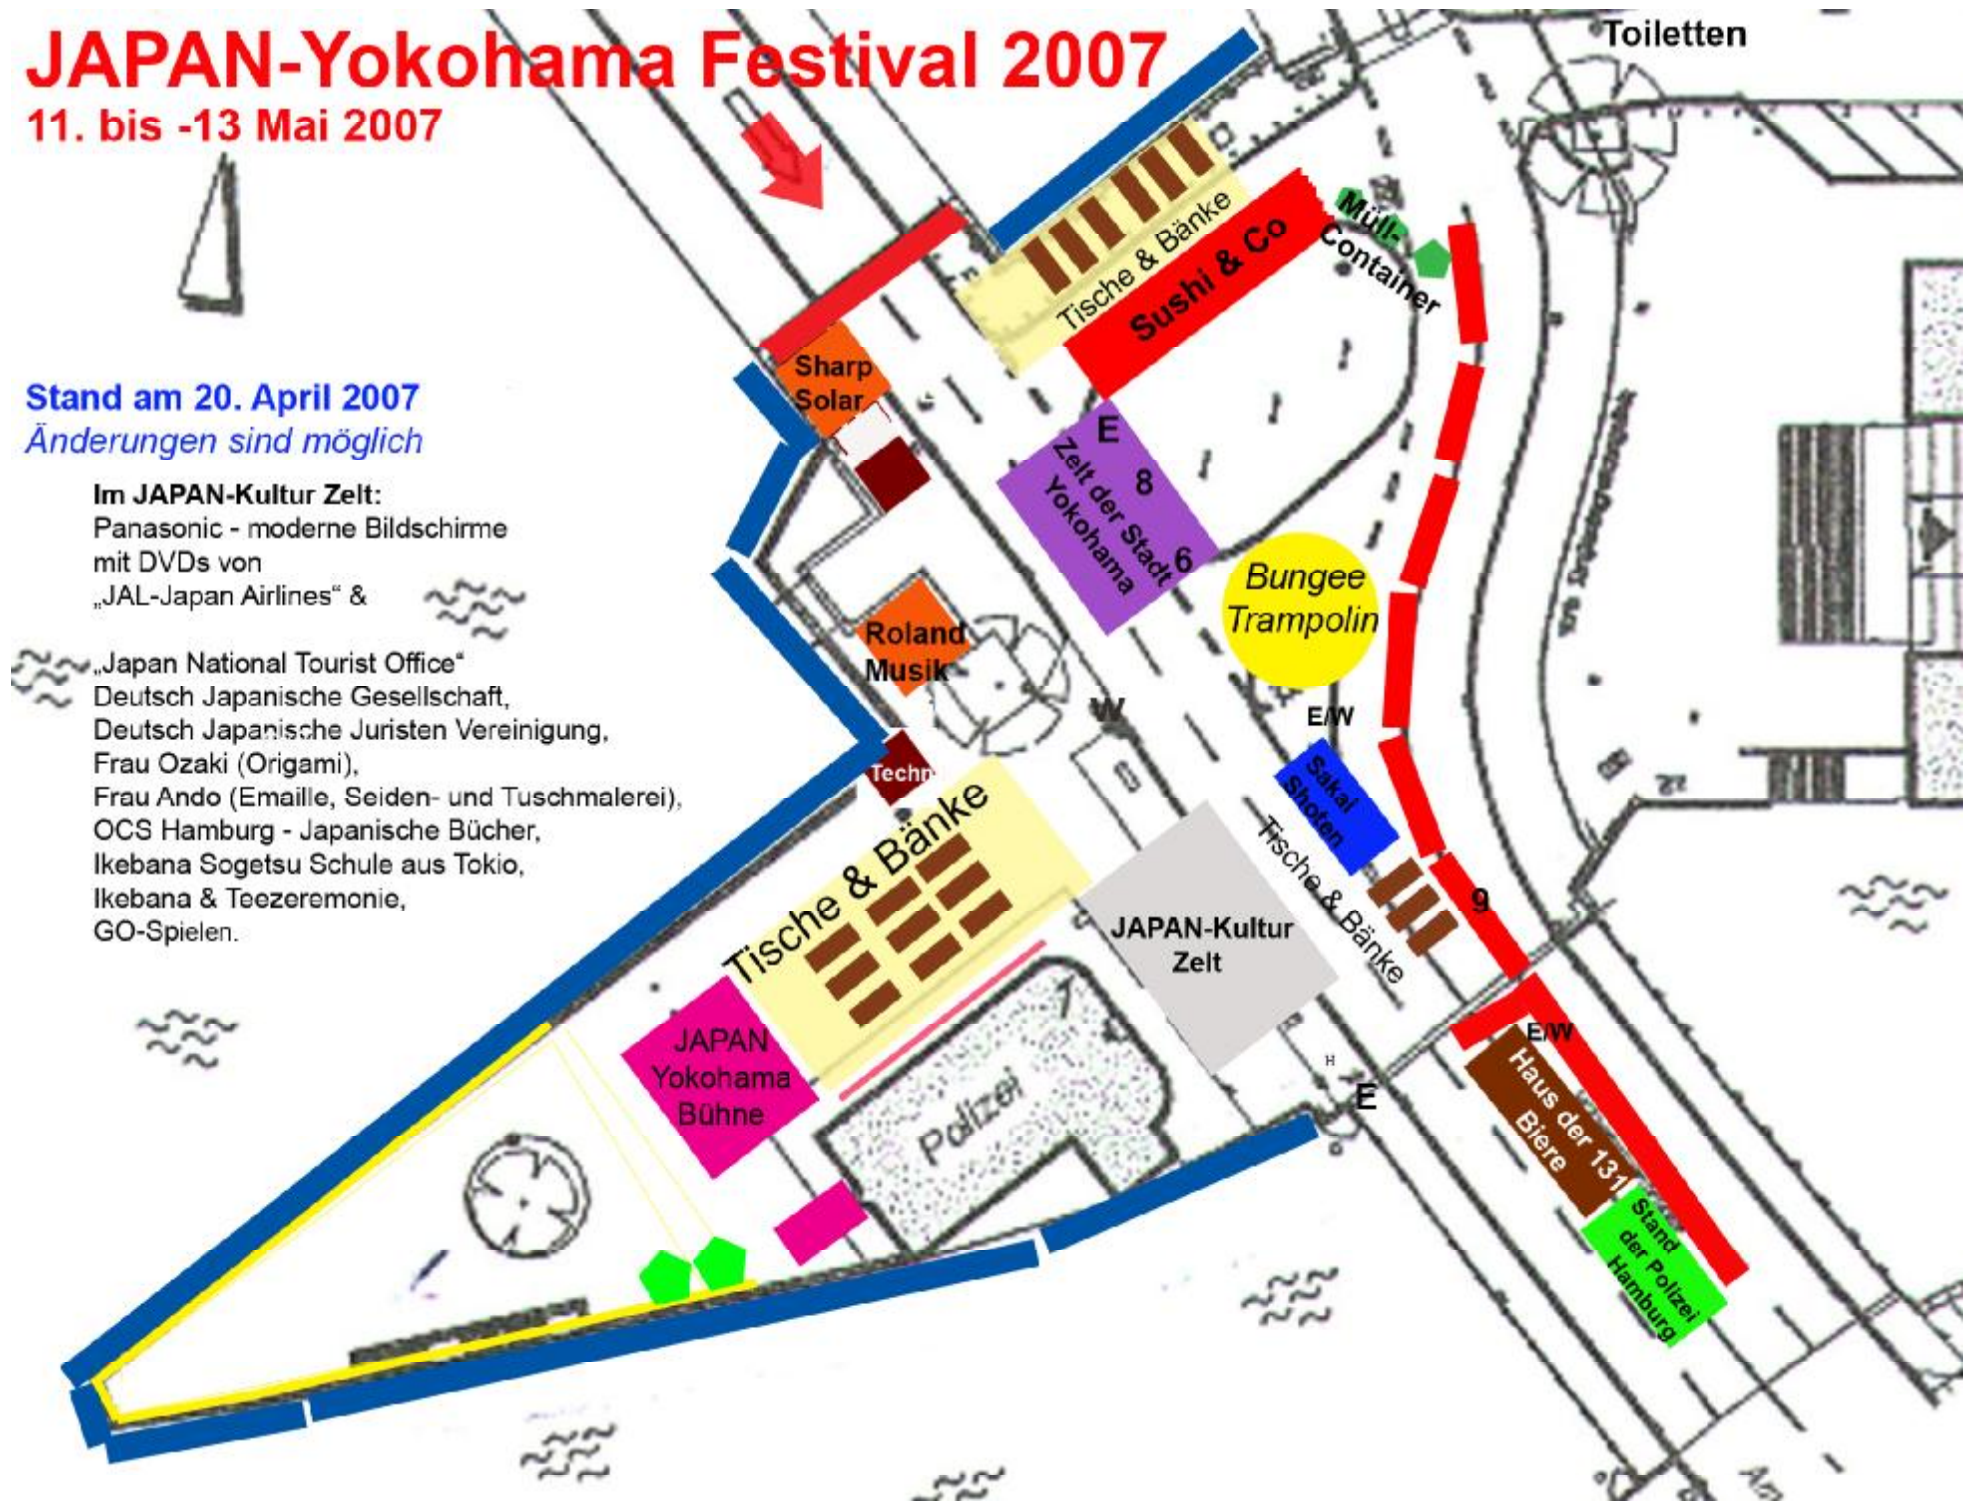 JAPAN-Yokohama Festival 2007
11. bis -13 Mai 2007
Toiletten
Stand am 20. April 2007
Änderungen sind möglich
Im JAPAN-Kultur Zelt:
Panasonic - moderne Bildschirme
mit DVDs von
„JAL-Japan Airlines“ &
„Japan National Tourist Office“
Deutsch Japanische Gesellschaft,
Deutsch Japanische Juristen Vereinigung,
Frau Ozaki (Origami),
Frau Ando (Emaille, Seiden- und Tuschmalerei),
OCS Hamburg - Japanische Bücher,
Ikebana Sogetsu Schule aus Tokio,
Ikebana & Teezeremonie,
GO-Spielen.
Tische & Bänke
Sushi & Co
Müll-
Container
Sharp
Solar
E
8
6
Zelt der Stadt
Yokohama
Bungee
Trampolin
Roland
Musik
W
E/W
Techn
Sakai
Shoten
Tische & Bänke
9
Tische & Bänke
JAPAN-Kultur
Zelt
JAPAN
Yokohama
Bühne
Polizei
H
E
E/W
Haus der 131
Biere
Stand
der Polizei
Hamburg